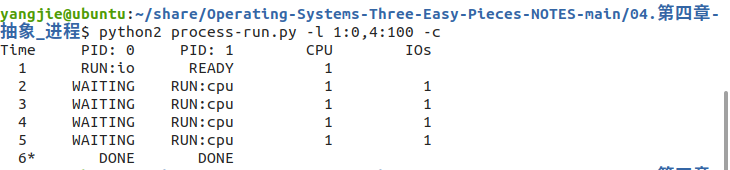 yangjie@ubuntu:~/share/Operating-Systems-Three-Easy-Pieces-NOTES-main/04.第四章-
抽象_进程$ python2 process-run.py -l 1:0,4:100 -c
Time     PID: 0     PID: 1        CPU        IOs
  1      RUN:io      READY          1
  2     WAITING    RUN:cpu          1          1
  3     WAITING    RUN:cpu          1          1
  4     WAITING    RUN:cpu          1          1
  5     WAITING    RUN:cpu          1          1
  6*       DONE       DONE